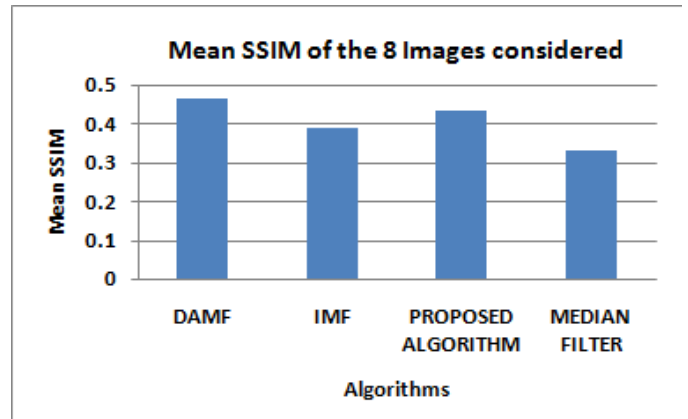 Mean SSIM of the 8 Images considered
Mean SSIM
0.5
0.4
0.3
0.2
0.1
0
DAMF
IMF
PROPOSED
ALGORITHM
MEDIAN
FILTER
Algorithms